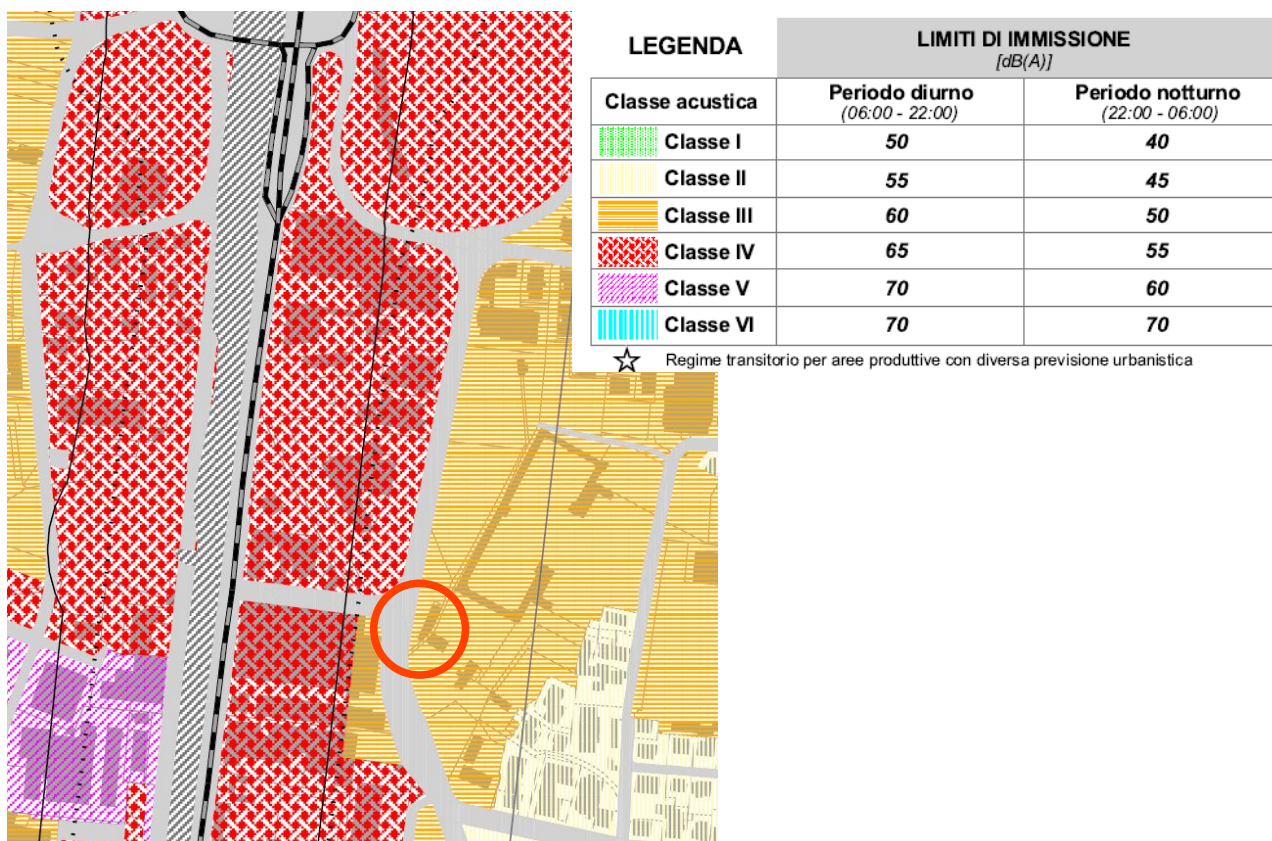 LEGENDA
LIMITI DI IMMISSIONE
[dB(A)]
Classe acustica
Periodo diurno
(06:00 - 22:00)
Periodo notturno
(22:00 - 06:00)
Classe I 50 40
Classe II 55 45
Classe III 60 50
Classe IV 65 55
Classe V 70 60
Classe VI 70 70
Regime transitorio per aree produttive con diversa previsione urbanistica